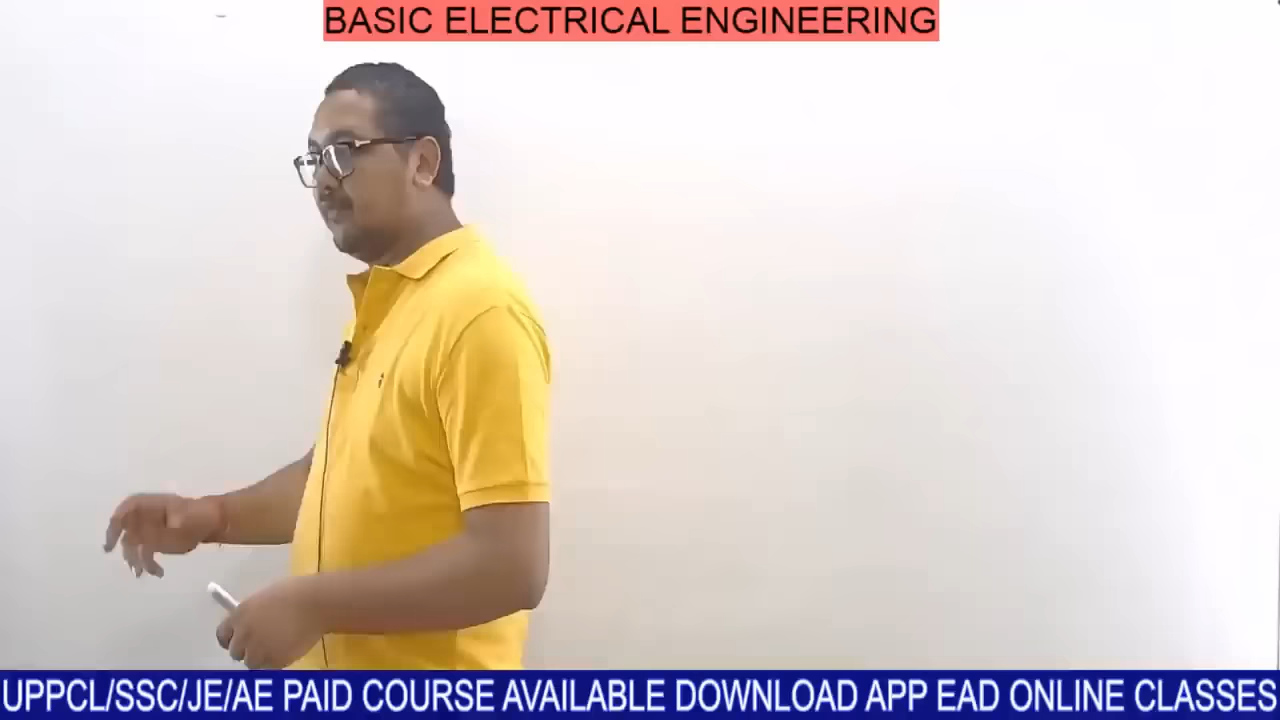 BASIC ELECTRICAL ENGINEERING
UPPCL/SSC/JE/AE PAID COURSE AVAILABLE DOWNLOAD APP EAD ONLINE CLASSES